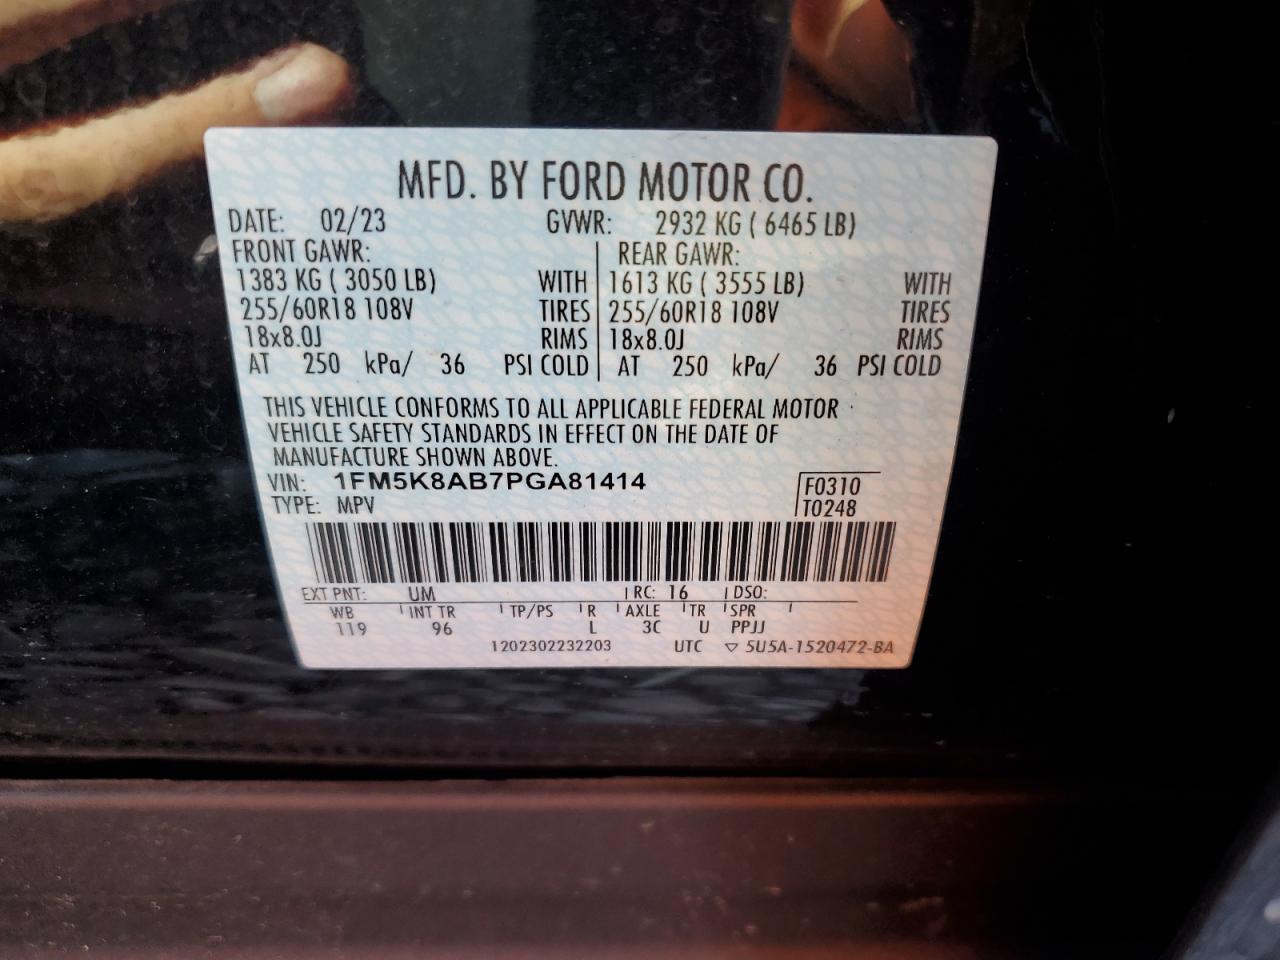 MFD. BY FORD MOTOR CO.
DATE: 02/23 GVWR: 2932 KG ( 6465 LB)
FRONT GAWR: REAR GAWR:
1383 KG ( 3050 LB) WITH 1613 KG ( 3555 LB) WITH
255/60R18 108V TIRES 255/60R18 108V TIRES
18x8.0J RIMS 18x8.0J RIMS
AT 250 kPa/ 36 PSI COLD AT 250 kPa/ 36 PSI COLD
THIS VEHICLE CONFORMS TO ALL APPLICABLE FEDERAL MOTOR
VEHICLE SAFETY STANDARDS IN EFFECT ON THE DATE OF
MANUFACTURE SHOWN ABOVE.
VIN: 1FM5K8AB7PGA81414 F0310
TYPE: MPV T0248
EXT PNT: UM RC: 16 DSO:
WB INT TR TP/PS R AXLE TR SPR
119 96 L 3C U PPJJ
1202302232203 UTC ▽ 5U5A-1520472-BA